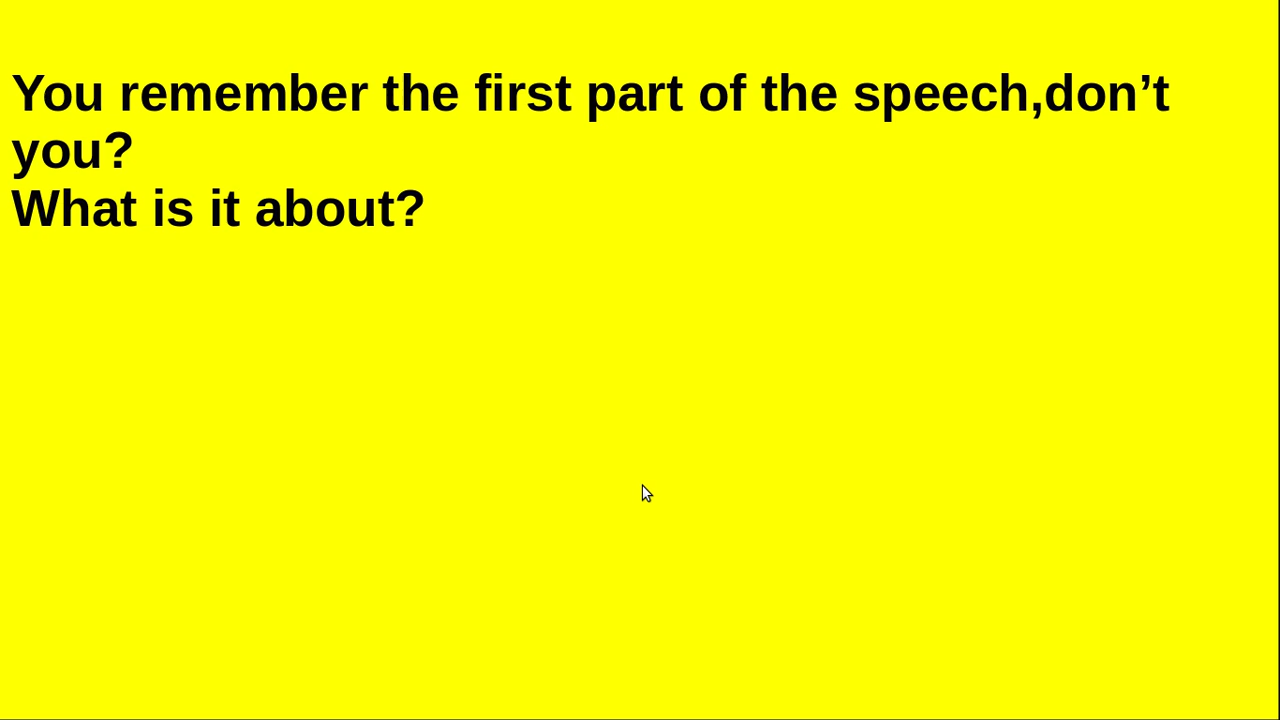 You remember the first part of the speech,don’t
you?
What is it about?